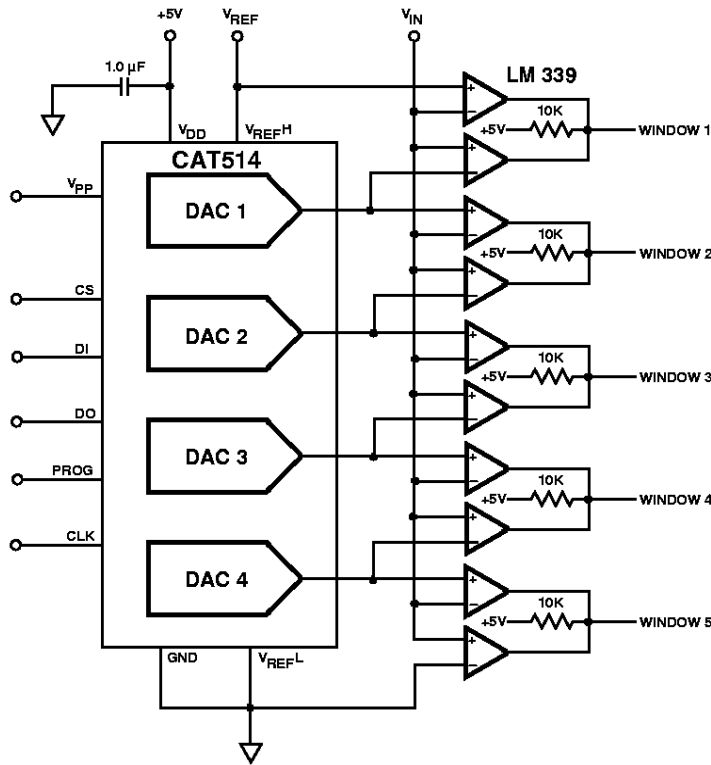 +5V
VREF
VIN
1.0 µF
LM 339
VDD
VREFH
CAT514
+
−
10K
+5V
WINDOW 1
+
−
VPP
DAC 1
+
−
10K
+5V
WINDOW 2
+
−
CS
DAC 2
DI
+
−
10K
+5V
WINDOW 3
+
−
DO
DAC 3
PROG
+
−
10K
+5V
WINDOW 4
+
−
CLK
DAC 4
+
−
10K
+5V
WINDOW 5
+
−
GND
VREFL